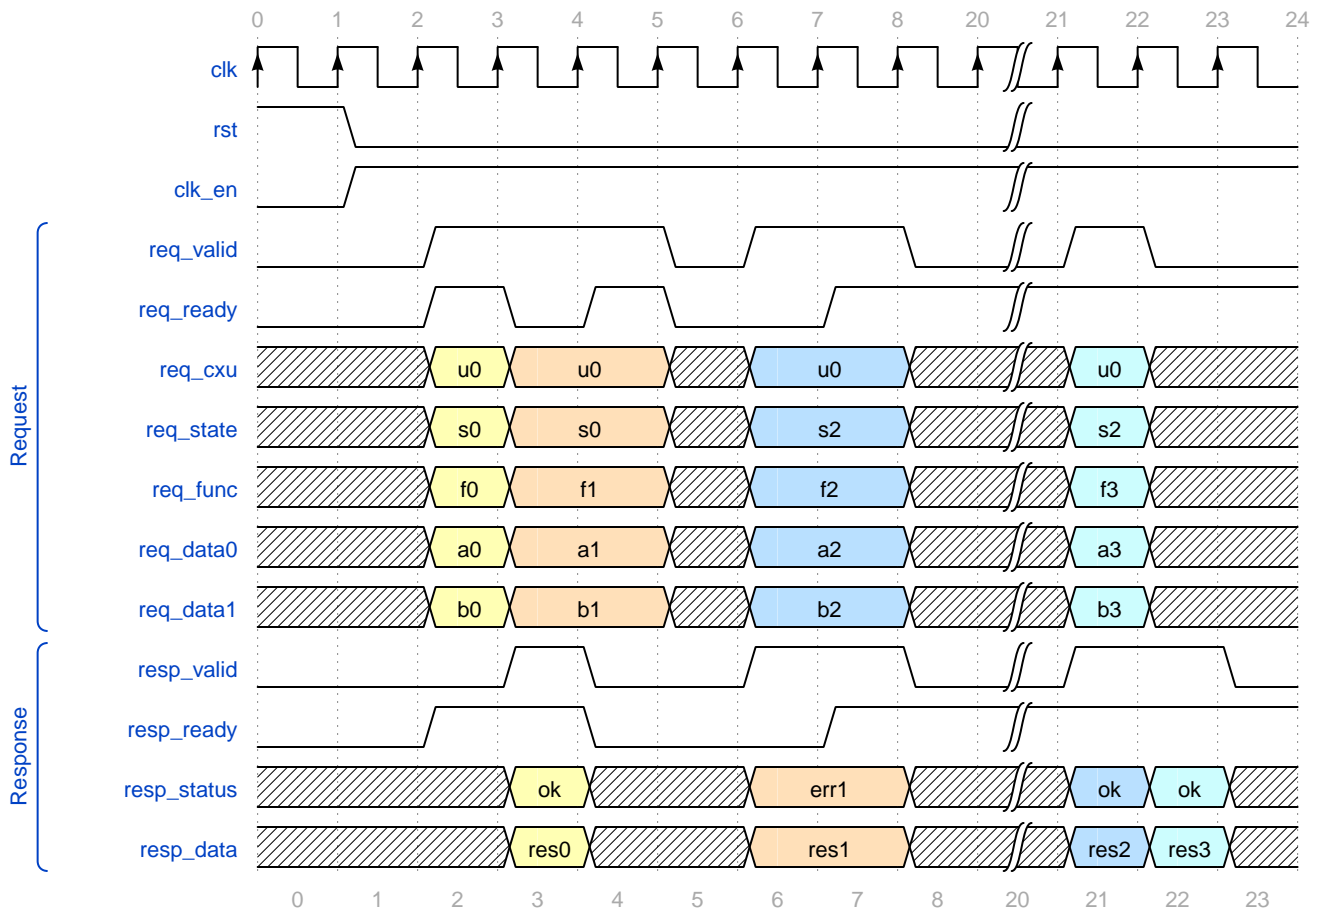 0 1 2 3 4 5 6 7 8 20 21 22 23 24
clk
rst
clk_en
req_valid
req_ready
req_cxu u0 u0 u0 u0
req_state s0 s0 s2 s2
Request
req_func f0 f1 f2 f3
req_data0 a0 a1 a2 a3
req_data1 b0 b1 b2 b3
resp_valid
resp_ready
Response
resp_status ok err1 ok ok
resp_data res0 res1 res2 res3
0 1 2 3 4 5 6 7 8 20 21 22 23